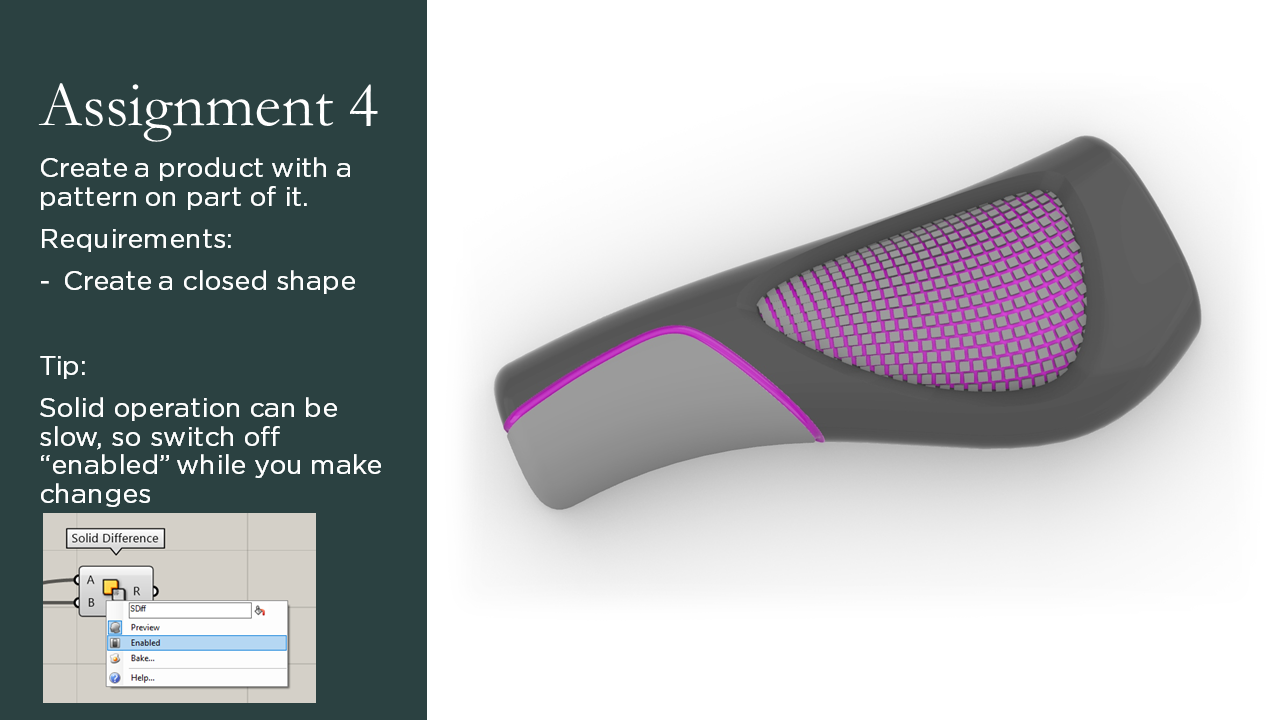 Assignment 4
Create a product with a
pattern on part of it.
Requirements:
- Create a closed shape
Tip:
Solid operation can be
slow, so switch off
“enabled” while you make
changes
Solid Difference
A
R
B
SDiff
Preview
Enabled
Bake...
Help...